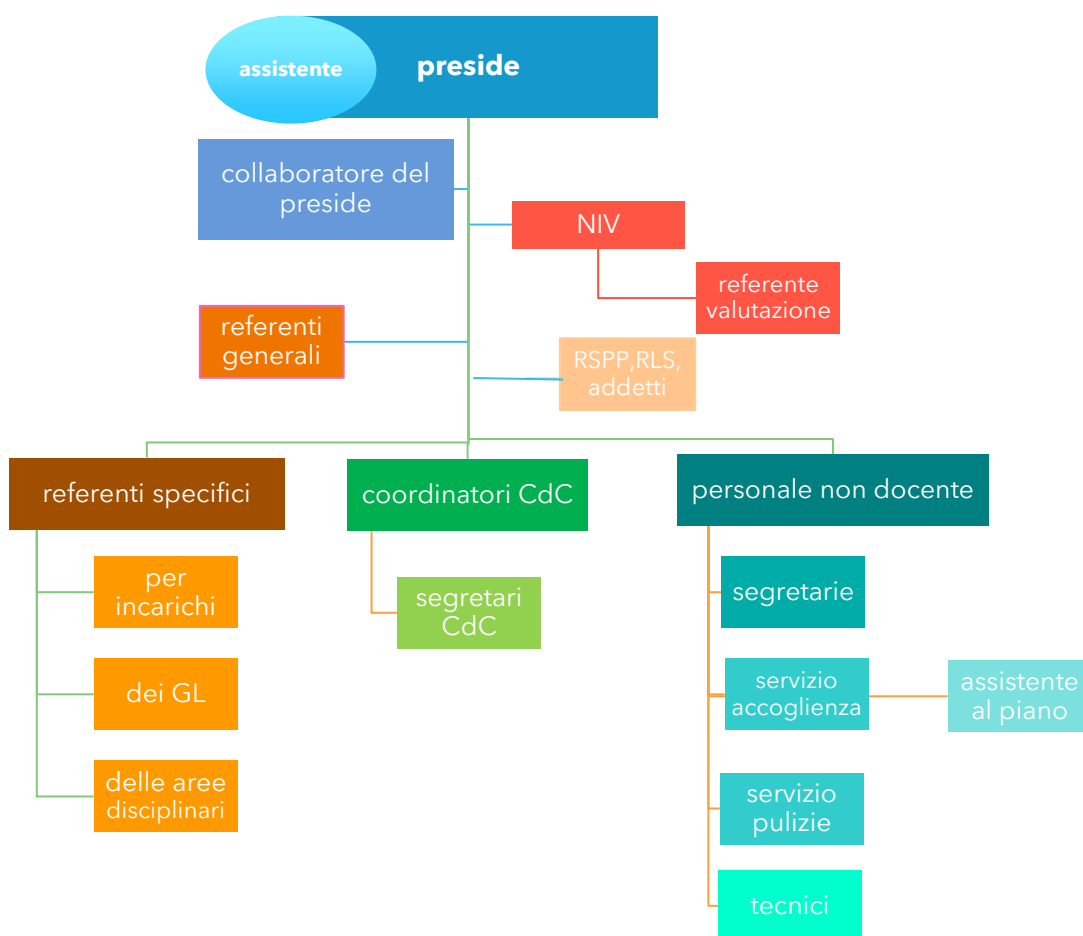 assistente
preside
collaboratore del
preside
NIV
referente
valutazione
referenti
generali
RSPP,RLS,
addetti
referenti specifici
coordinatori CdC
personale non docente
per
incarichi
segretari
CdC
segretarie
dei GL
servizio
accoglienza
assistente
al piano
delle aree
disciplinari
servizio
pulizie
tecnici